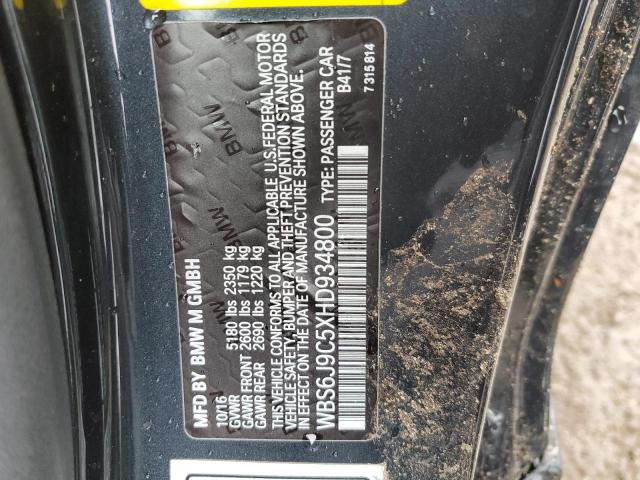 MFD BY BMW M GMBH
10/16
GVWR 5180 lbs 2350 kg
GAWR FRONT 2600 lbs 1179 kg
GAWR REAR 2690 lbs 1220 kg
THIS VEHICLE CONFORMS TO ALL APPLICABLE U.S.FEDERAL MOTOR
VEHICLE SAFETY, BUMPER AND THEFT PREVENTION STANDARDS
IN EFFECT ON THE DATE OF MANUFACTURE SHOWN ABOVE.
WBS6J9C5XHD934800 TYPE: PASSENGER CAR
B41/7
7 315 814